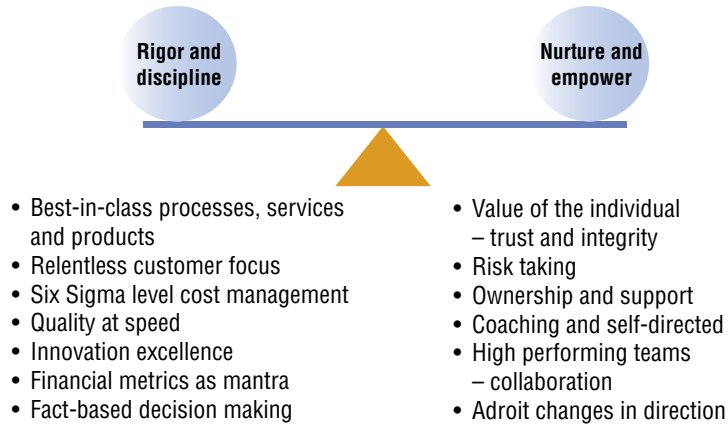 Rigor and
discipline
Nurture and
empower
• Best-in-class processes, services
and products
• Relentless customer focus
• Six Sigma level cost management
• Quality at speed
• Innovation excellence
• Financial metrics as mantra
• Fact-based decision making
• Value of the individual
– trust and integrity
• Risk taking
• Ownership and support
• Coaching and self-directed
• High performing teams
– collaboration
• Adroit changes in direction